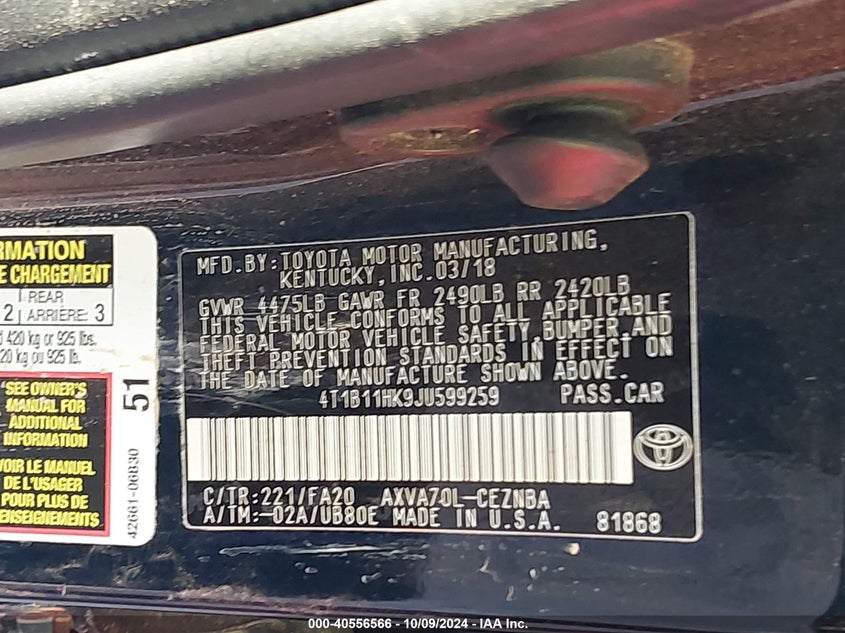 RMATION
E CHARGEMENT
REAR
2 | ARRIÈRE: 3
d 420 kg or 925 lbs.
20 kg ou 925 lb.
SEE OWNER'S
MANUAL FOR
ADDITIONAL
INFORMATION
VOIR LE MANUEL
DE L'USAGER
POUR PLUS DE
RENSEIGNEMENTS
51
42661-06B30
MFD. BY: TOYOTA MOTOR MANUFACTURING,
KENTUCKY, INC. 03/18
GVWR 4475LB GAWR FR 2490LB RR 2420LB
THIS VEHICLE CONFORMS TO ALL APPLICABLE
FEDERAL MOTOR VEHICLE SAFETY, BUMPER, AND
THEFT PREVENTION STANDARDS IN EFFECT ON
THE DATE OF MANUFACTURE SHOWN ABOVE.
4T1B11HK9JU599259 PASS. CAR
C/TR: 221/FA20 AXVA70L-CEZNBA
A/TM: -02A/UB80E MADE IN U.S.A. 81868
000-40556566 - 10/09/2024 - IAA Inc.